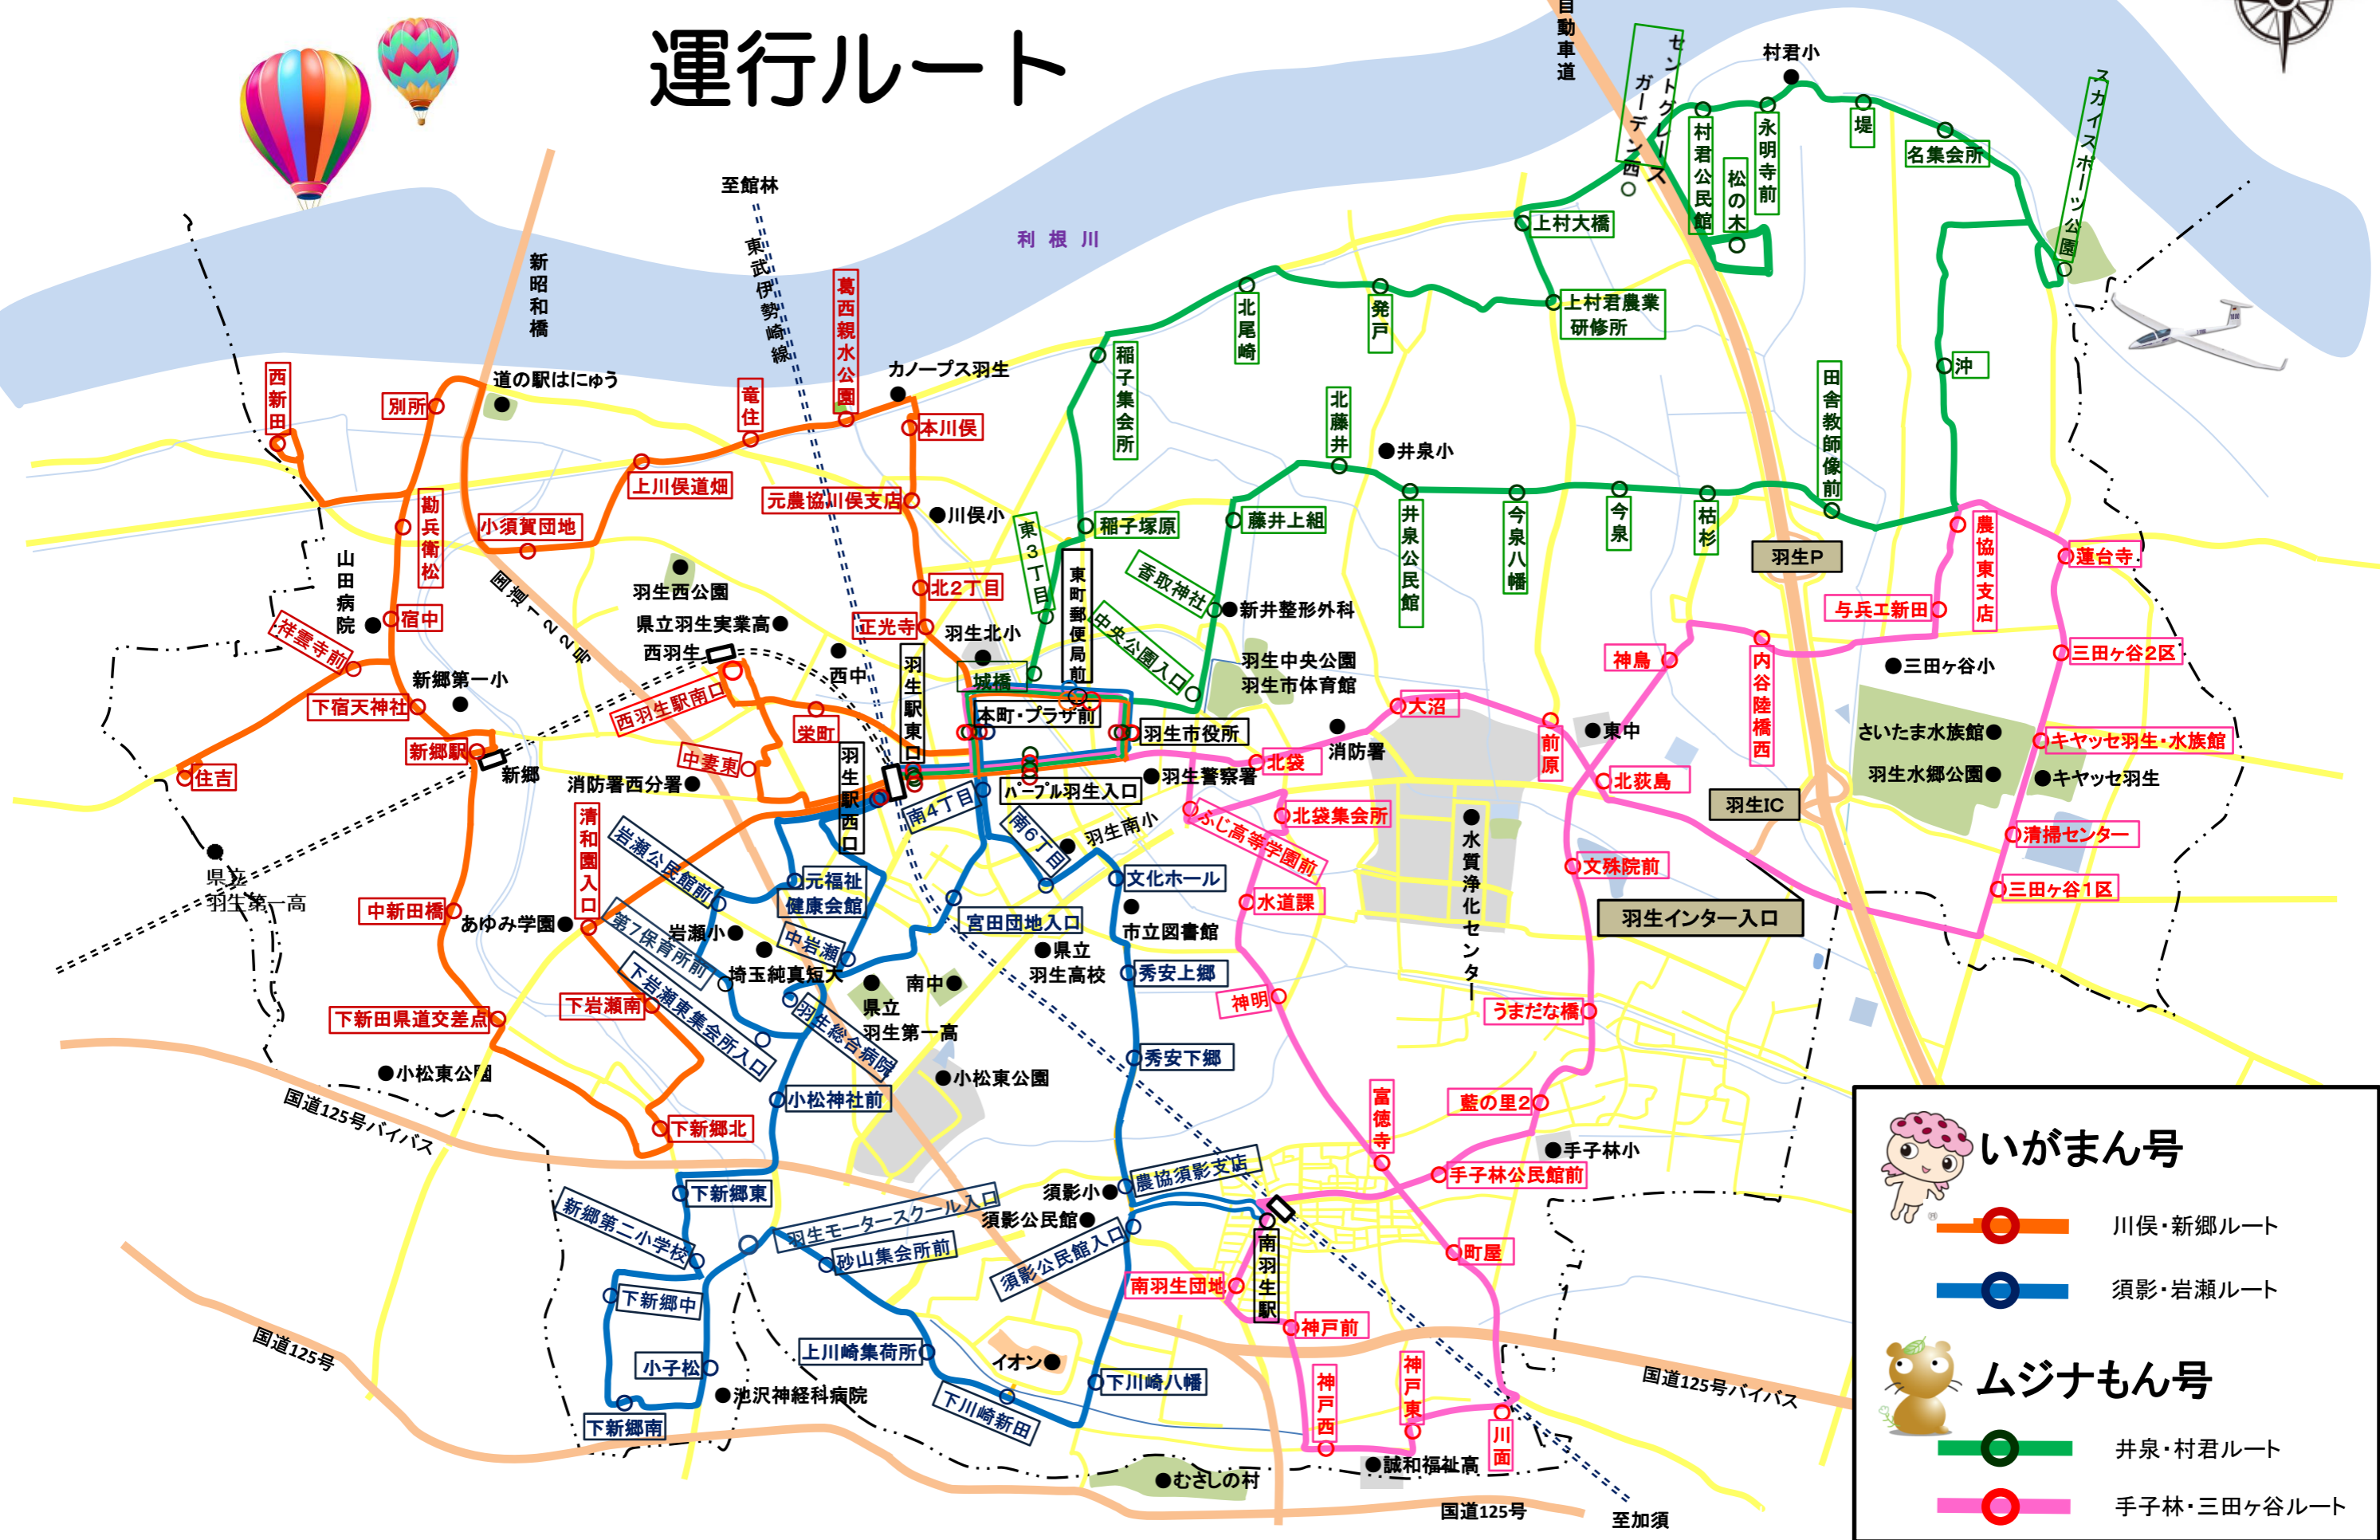 運行ルート
自動車道
至館林
東武伊勢崎線
利根川
新昭和橋
村君小
セントグレース
ガーデン西
村君公民館
永明寺前
松の木
堤
名集会所
スカイスポーツ公園
上村大橋
上村君農業
研修所
北尾崎
発戸
稲子集会所
沖
田舎教師像前
北藤井
井泉小
西新田
別所
道の駅はにゅう
竜住
葛西親水公園
カノープス羽生
本川俣
上川俣道畑
元農協川俣支店
川俣小
勘兵衛松
小須賀団地
国道122号
山田病院
宿中
祥雲寺前
羽生西公園
県立羽生実業高
西羽生
西中
北2丁目
正光寺
羽生北小
東3丁目
稲子塚原
東町郵便局前
香取神社
藤井上組
新井整形外科
中央公園入口
羽生中央公園
羽生市体育館
井泉公民館
今泉八幡
今泉
枯杉
羽生P
農協東支店
蓮台寺
与兵エ新田
三田ヶ谷2区
三田ヶ谷小
神鳥
内谷陸橋西
新郷第一小
下宿天神社
新郷駅
新郷
住吉
西羽生駅南口
栄町
中妻東
消防署西分署
羽生駅東口
羽生駅西口
城橋
本町・プラザ前
羽生市役所
パープル羽生入口
羽生警察署
北袋
消防署
大沼
前原
東中
北荻島
さいたま水族館
羽生水郷公園
キヤッセ羽生・水族館
キヤッセ羽生
羽生IC
清掃センター
三田ヶ谷1区
羽生インター入口
県立
羽生第一高
中新田橋
あゆみ学園
清和園入口
岩瀬公民館前
元福祉
健康会館
南4丁目
南6丁目
羽生南小
文化ホール
市立図書館
ふじ高等学園前
北袋集会所
水道課
水質浄化センター
文殊院前
第7保育所前
岩瀬小
中岩瀬
埼玉純真短大
宮田団地入口
県立
羽生高校
南中
県立
羽生第一高
下岩瀬東集会所入口
羽生総合病院
下岩瀬南
下新田県道交差点
小松東公園
秀安上郷
秀安下郷
神明
うまだな橋
藍の里2
国道125号バイパス
小松神社前
小松東公園
下新郷北
富徳寺
手子林小
手子林公民館前
下新郷東
新郷第二小学校
羽生モータースクール入口
砂山集会所前
須影小
須影公民館
農協須影支店
須影公民館入口
南羽生駅
南羽生団地
町屋
下新郷中
小子松
下新郷南
池沢神経科病院
上川崎集荷所
イオン
下川崎新田
下川崎八幡
神戸前
神戸西
神戸東
川面
国道125号
国道125号バイパス
むさしの村
誠和福祉高
国道125号
至加須
いがまん号
川俣・新郷ルート
須影・岩瀬ルート
ムジナもん号
井泉・村君ルート
手子林・三田ヶ谷ルート